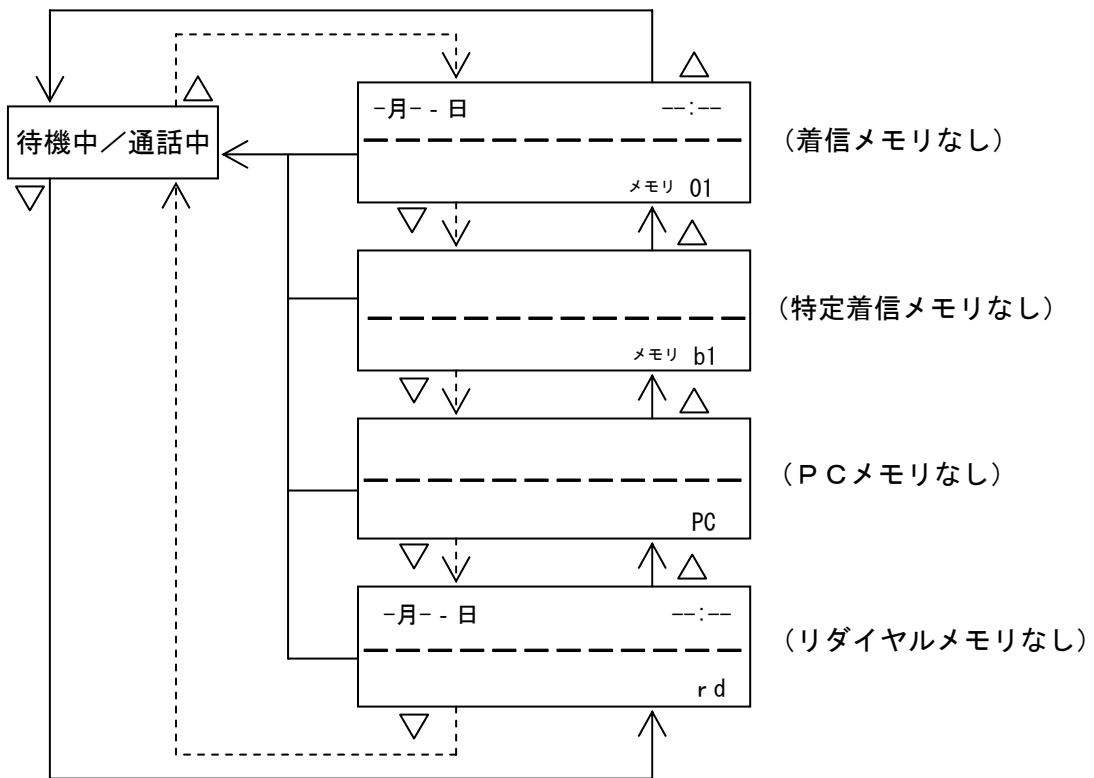 待機中／通話中
-月- - 日 --:--
メモリ 01
(着信メモリなし)
メモリ b1
(特定着信メモリなし)
PC
(ＰＣメモリなし)
-月- - 日 --:--
r d
(リダイヤルメモリなし)